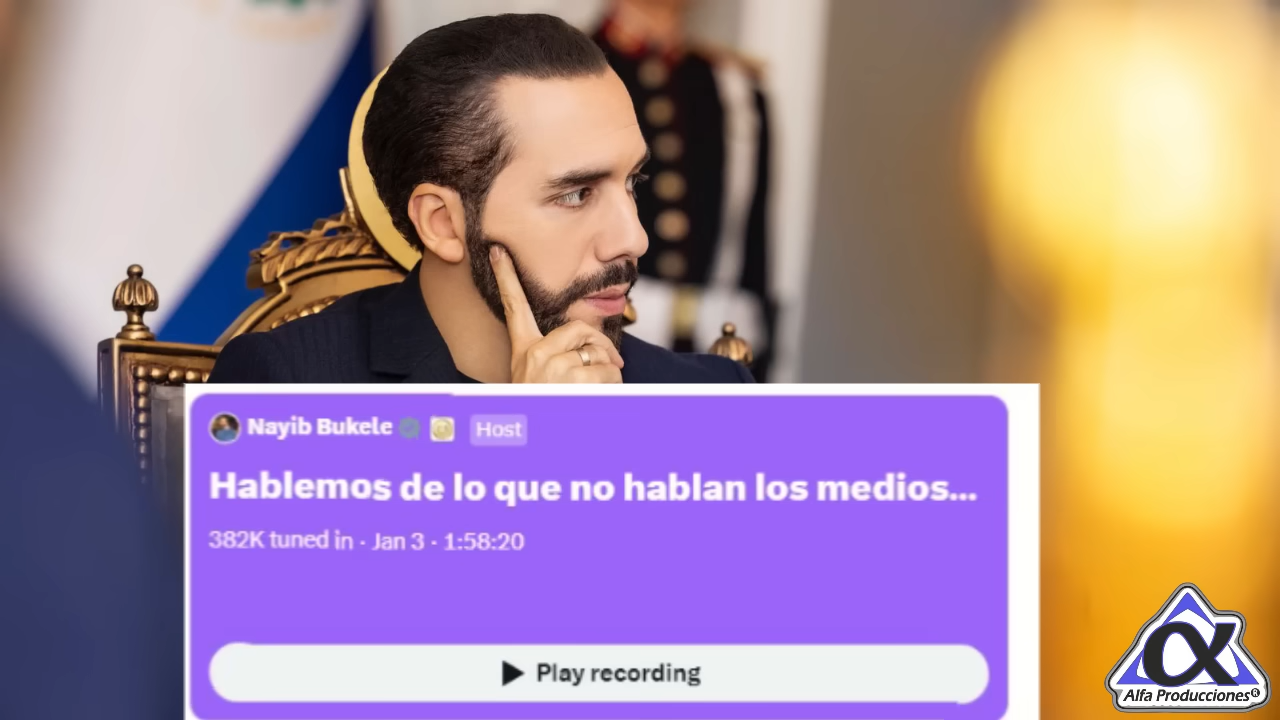 Nayib Bukele Host
Hablemos de lo que no hablan los medios...
382K tuned in · Jan 3 · 1:58:20
Play recording
α
Alfa Producciones®